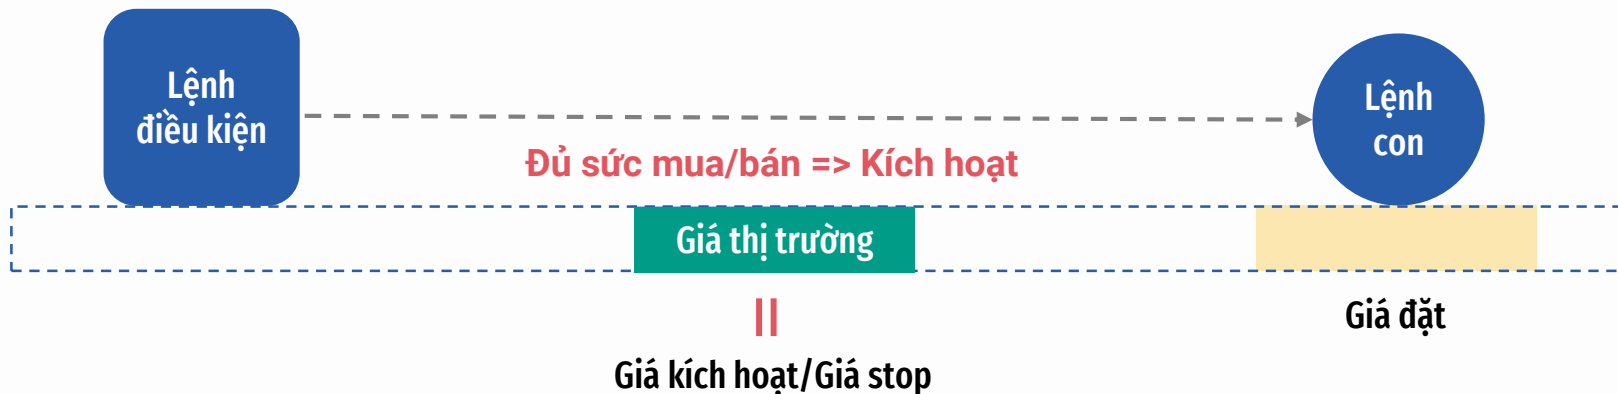 Lệnh
điều kiện
Lệnh
con
Đủ sức mua/bán => Kích hoạt
Giá thị trường
||
Giá đặt
Giá kích hoạt/Giá stop